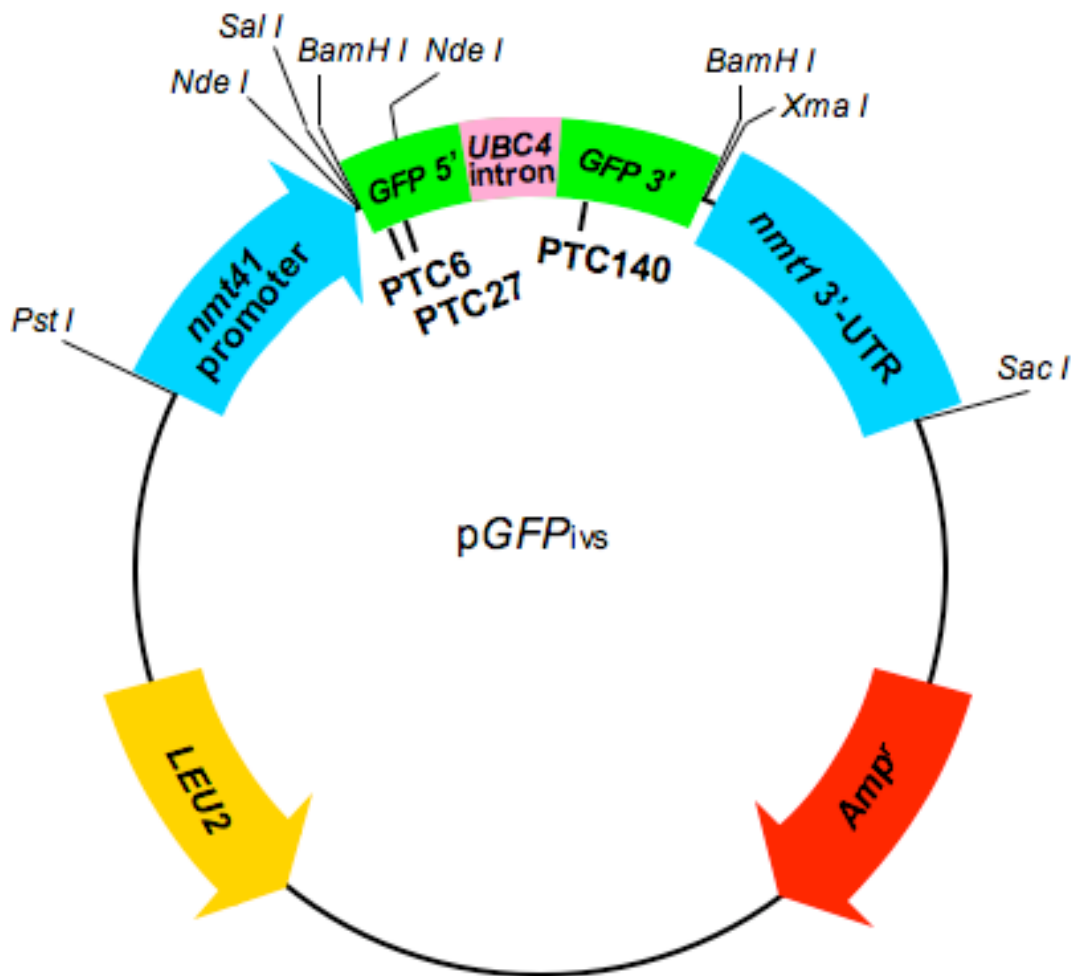 Sal I
BamH I
Nde I
Nde I
BamH I
Xma I
GFP 5'
UBC4
intron
GFP 3'
PTC6
PTC27
PTC140
nmt41
promoter
nmt1 3'-UTR
Pst I
Sac I
pGFPivs
LEU2
Ampr